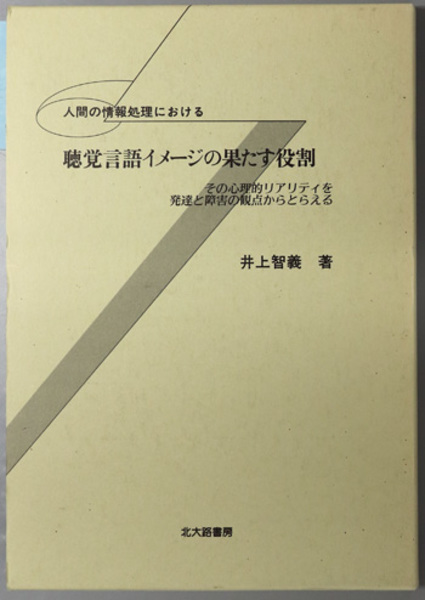 人間の情報処理における
聴覚言語イメージの果たす役割
その心理的リアリティを
発達と障害の観点からとらえる
井上智義　著
北大路書房